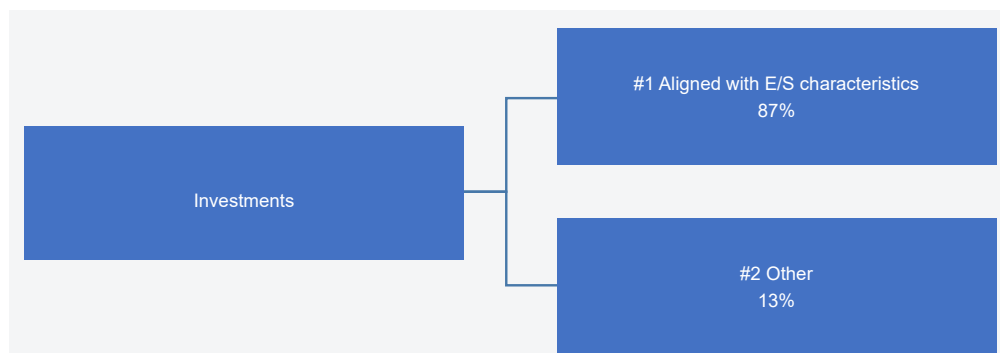 Investments
#1 Aligned with E/S characteristics
87%
#2 Other
13%